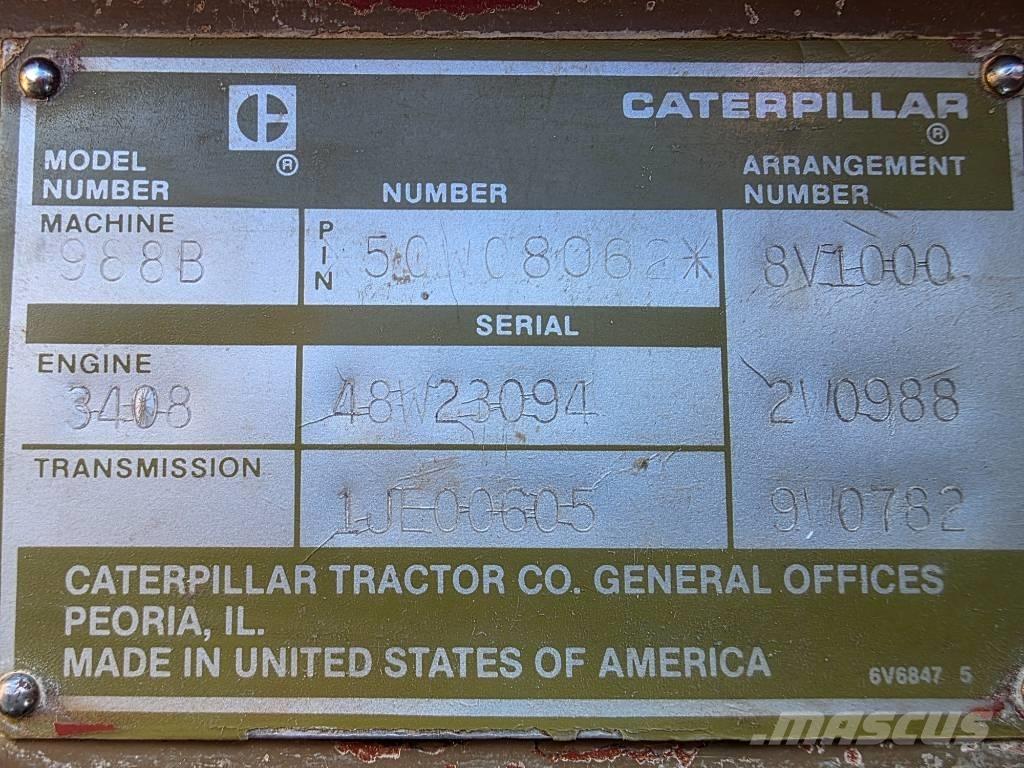 CATERPILLAR
®
®
MODEL NUMBER
NUMBER
ARRANGEMENT NUMBER
MACHINE
988B
PIN
8V1000
SERIAL
ENGINE
3408
48W23094
2W0988
TRANSMISSION
1JE00605
9W0782
CATERPILLAR TRACTOR CO. GENERAL OFFICES
PEORIA, IL.
MADE IN UNITED STATES OF AMERICA
6V6847 5
MASCUS